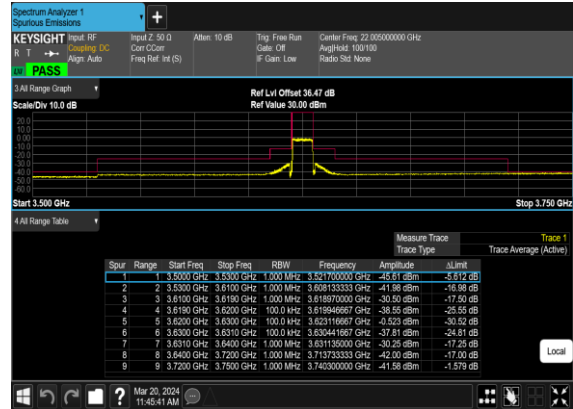 Spectrum Analyzer 1
Spurious Emissions
+
KEYSIGHT Input: RF Input Z: 50 Ω Atten: 10 dB Trig: Free Run Center Freq: 22.005000000 GHz
R T Coupling: DC Corr CCorr Gate: Off Avg|Hold: 100/100
Align: Auto Freq Ref: Int (S) IF Gain: Low Radio Std: None
PASS
3 All Range Graph
Ref Lvl Offset 36.47 dB
Scale/Div 10.0 dB Ref Value 30.00 dBm
20.0
10.0
0.00
-10.0
-20.0
-30.0
-40.0
-50.0
-60.0
Start 3.500 GHz Stop 3.750 GHz
4 All Range Table
Measure Trace Trace 1
Trace Type Trace Average (Active)
Spur Range Start Freq Stop Freq RBW Frequency Amplitude ΔLimit
1 1 3.5000 GHz 3.5300 GHz 1.000 MHz 3.521700000 GHz -45.61 dBm -5.612 dB
2 2 3.5300 GHz 3.6100 GHz 1.000 MHz 3.608133333 GHz -41.98 dBm -16.98 dB
3 3 3.6100 GHz 3.6190 GHz 1.000 MHz 3.618970000 GHz -30.50 dBm -17.50 dB
4 4 3.6190 GHz 3.6200 GHz 100.0 kHz 3.619946667 GHz -38.55 dBm -25.55 dB
5 5 3.6200 GHz 3.6300 GHz 100.0 kHz 3.623116667 GHz -0.523 dBm -30.52 dB
6 6 3.6300 GHz 3.6310 GHz 100.0 kHz 3.630441667 GHz -37.81 dBm -24.81 dB
7 7 3.6310 GHz 3.6400 GHz 1.000 MHz 3.631135000 GHz -30.25 dBm -17.25 dB
8 8 3.6400 GHz 3.7200 GHz 1.000 MHz 3.713733333 GHz -42.00 dBm -17.00 dB
9 9 3.7200 GHz 3.7500 GHz 1.000 MHz 3.740300000 GHz -41.58 dBm -1.579 dB
Local
? Mar 20, 2024
11:45:41 AM